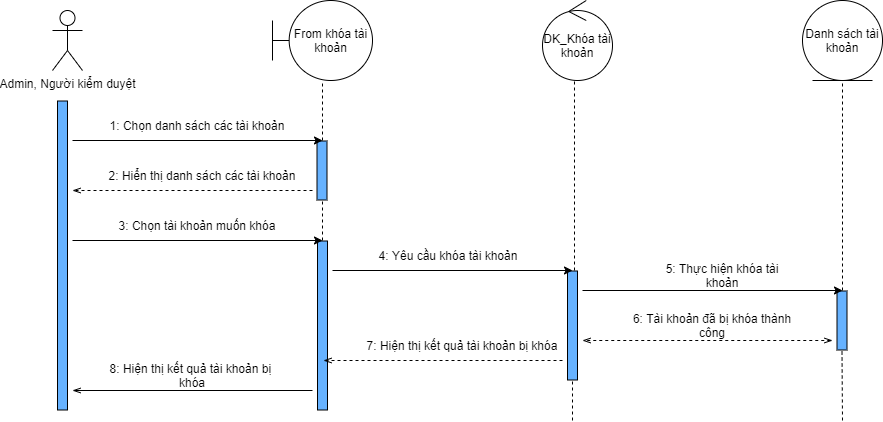 From khóa tài
khoản
DK_Khóa tài
khoản
Danh sách tài
khoản
Admin, Người kiểm duyệt
1: Chọn danh sách các tài khoản
2: Hiển thị danh sách các tài khoản
3: Chọn tài khoản muốn khóa
4: Yêu cầu khóa tài khoản
5: Thực hiện khóa tài
khoản
6: Tài khoản đã bị khóa thành
công
7: Hiện thị kết quả tài khoản bị khóa
8: Hiện thị kết quả tài khoản bị
khóa